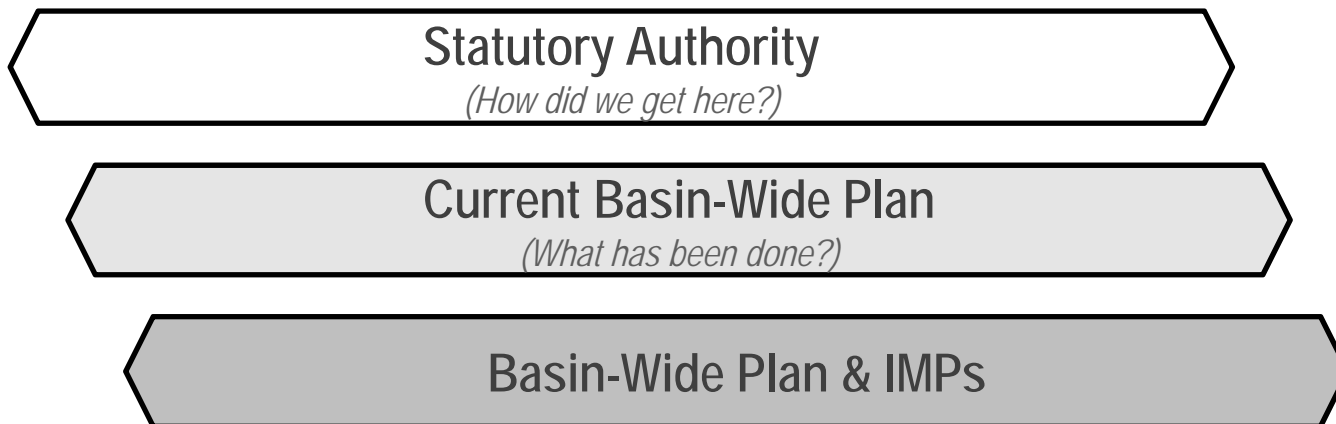 Statutory Authority
(How did we get here?)
Current Basin-Wide Plan
(What has been done?)
Basin-Wide Plan & IMPs